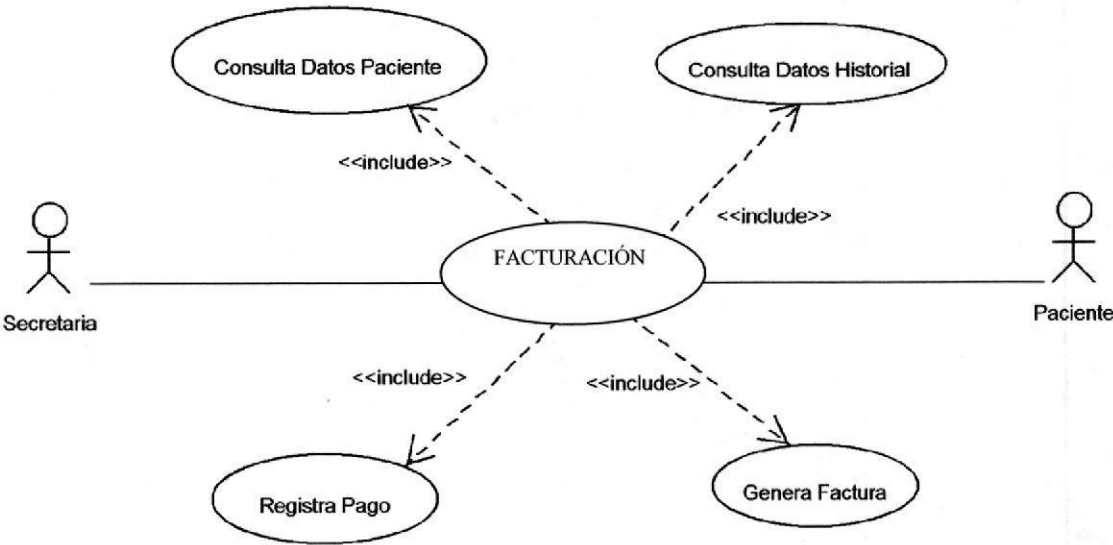 Consulta Datos Paciente
Consulta Datos Historial
<<include>>
<<include>>
FACTURACIÓN
Secretaria
Paciente
<<include>>
<<include>>
Registra Pago
Genera Factura